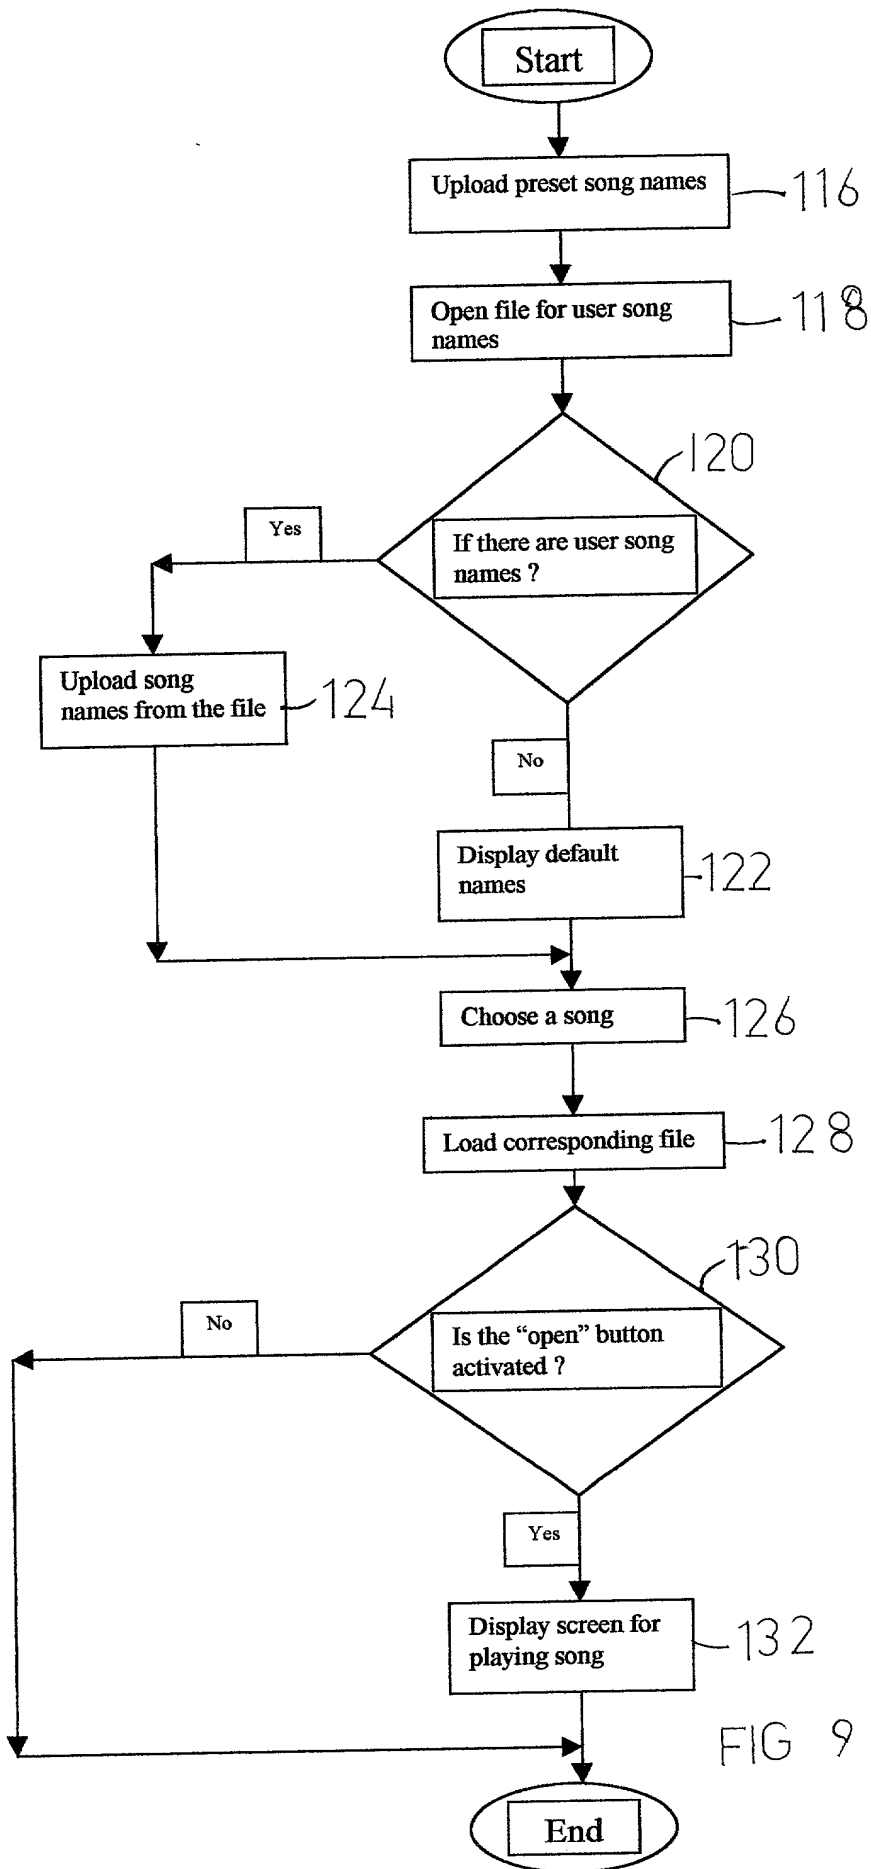 Start
Upload preset song names
116
Open file for user song
names
118
120
Yes
If there are user song
names ?
Upload song
names from the file
124
No
Display default
names
122
Choose a song
126
Load corresponding file
128
130
No
Is the “open” button
activated ?
Yes
Display screen for
playing song
132
FIG 9
End